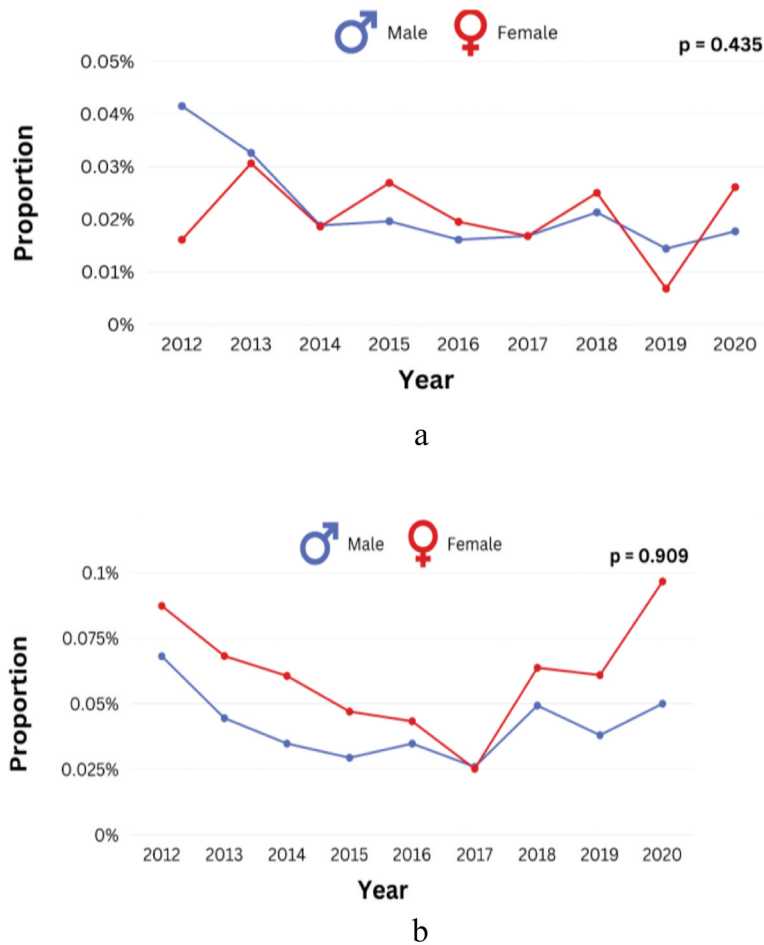 Male Female
p = 0.435
0.05%
0.04%
0.03%
0.02%
0.01%
0%
Proportion
2012 2013 2014 2015 2016 2017 2018 2019 2020
Year
a
Male Female
p = 0.909
0.1%
0.075%
0.05%
0.025%
0%
Proportion
2012 2013 2014 2015 2016 2017 2018 2019 2020
Year
b